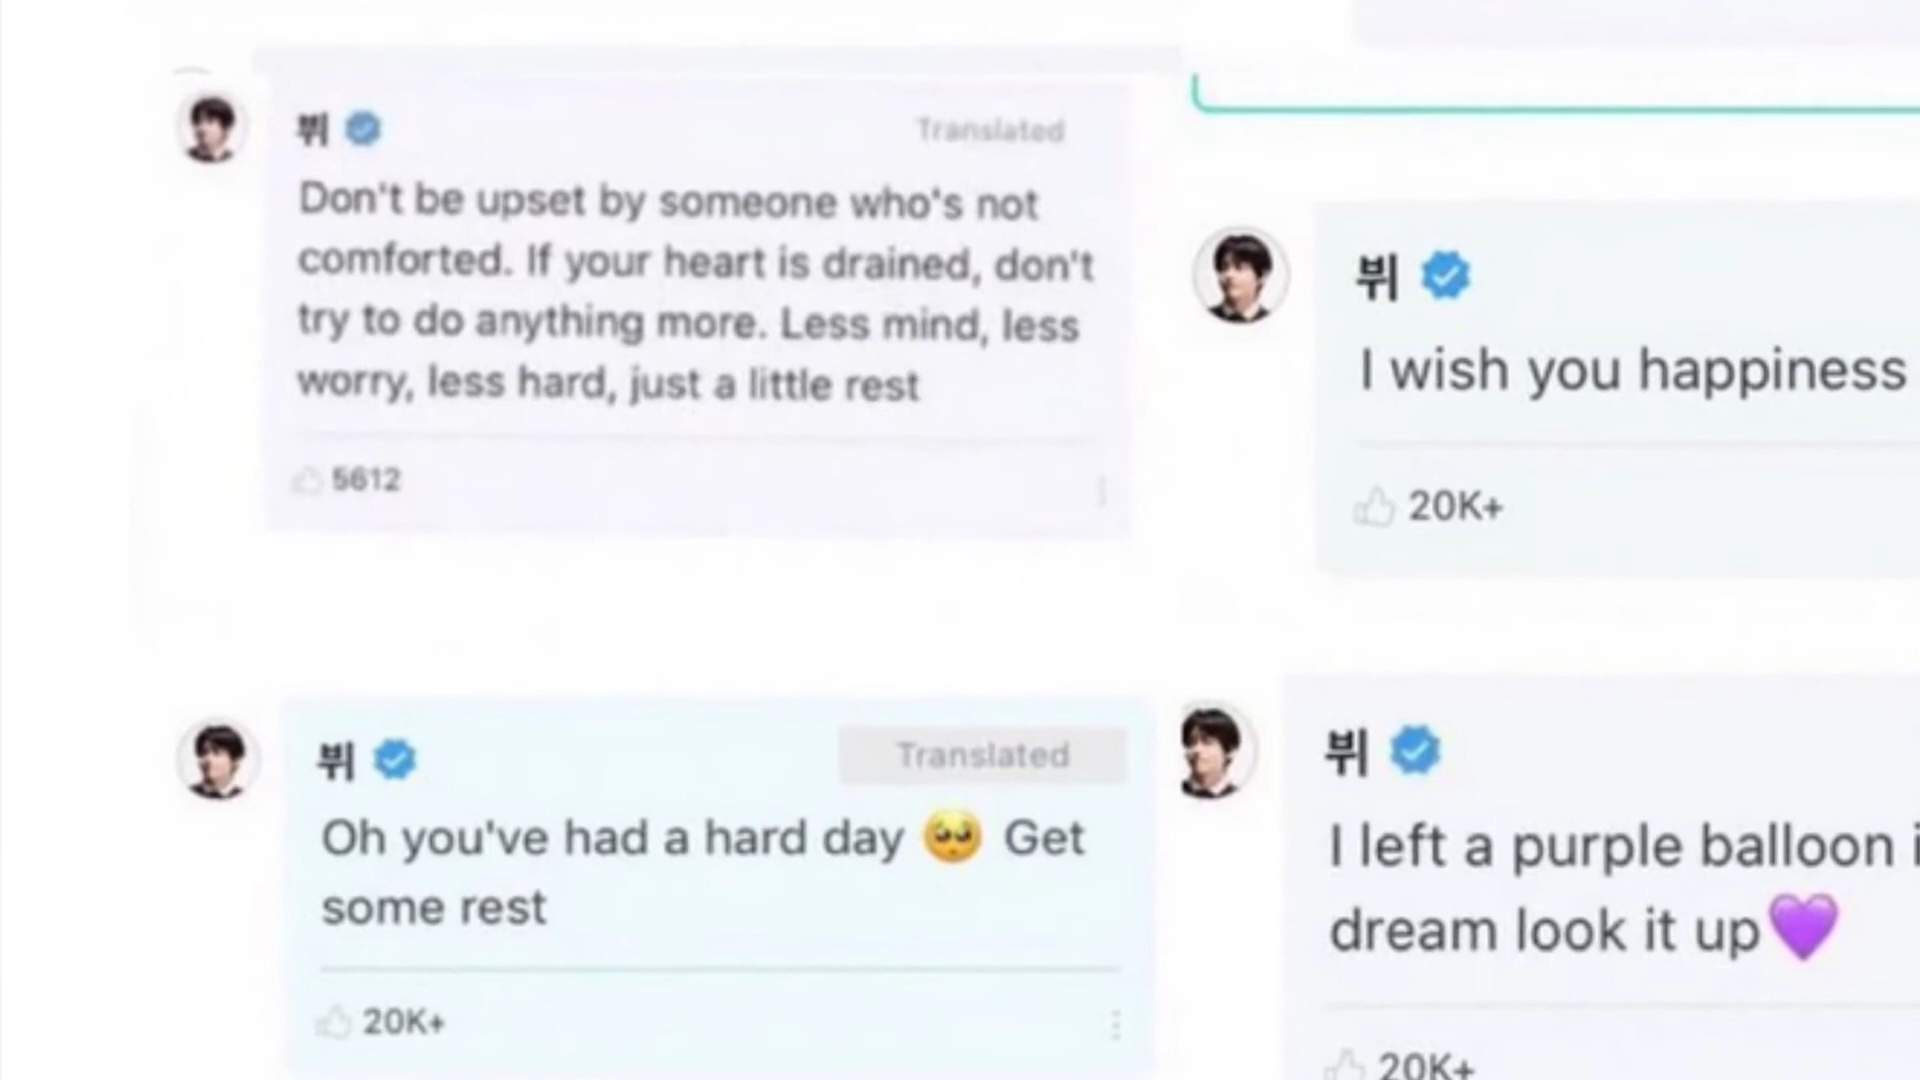 뷔
Translated
Don't be upset by someone who's not
comforted. If your heart is drained, don't
try to do anything more. Less mind, less
worry, less hard, just a little rest
5612
뷔
I wish you happiness
20K+
뷔
Translated
Oh you've had a hard day 🥺 Get
some rest
20K+
뷔
I left a purple balloon i
dream look it up💜
20K+